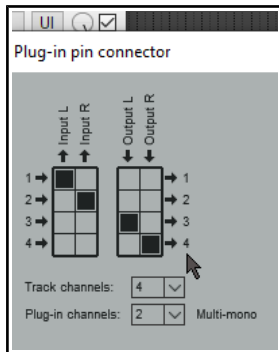 UI
Plug-in pin connector
Input L
Input R
Output L
Output R
1 1
2 2
3 3
4 4
Track channels: 4
Plug-in channels: 2 Multi-mono